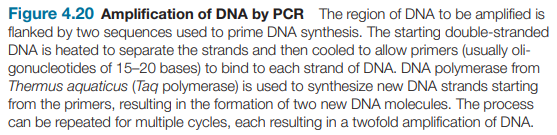 Figure 4.20 Amplification of DNA by PCR The region of DNA to be amplified is
flanked by two sequences used to prime DNA synthesis. The starting double-stranded
DNA is heated to separate the strands and then cooled to allow primers (usually oli-
gonucleotides of 15–20 bases) to bind to each strand of DNA. DNA polymerase from
Thermus aquaticus (Taq polymerase) is used to synthesize new DNA strands starting
from the primers, resulting in the formation of two new DNA molecules. The process
can be repeated for multiple cycles, each resulting in a twofold amplification of DNA.